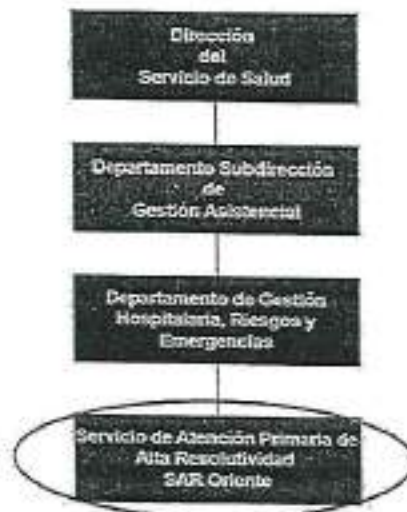 Dirección
del
Servicio de Salud
Departamento Subdirección
de
Gestión Asistencial
Departamento de Gestión
Hospitalaria, Riesgos y
Emergencias
Servicio de Atención Primaria de
Alta Resolutividad
SAR Oriente